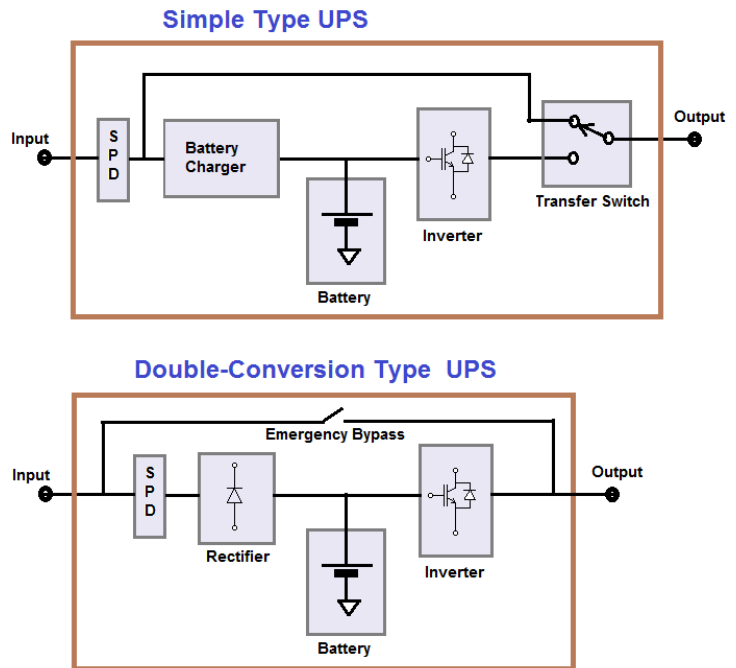 Simple Type UPS
Input
S
P
D
Battery
Charger
Battery
Inverter
Transfer Switch
Output
Double-Conversion Type UPS
Emergency Bypass
Input
S
P
D
Rectifier
Battery
Inverter
Output